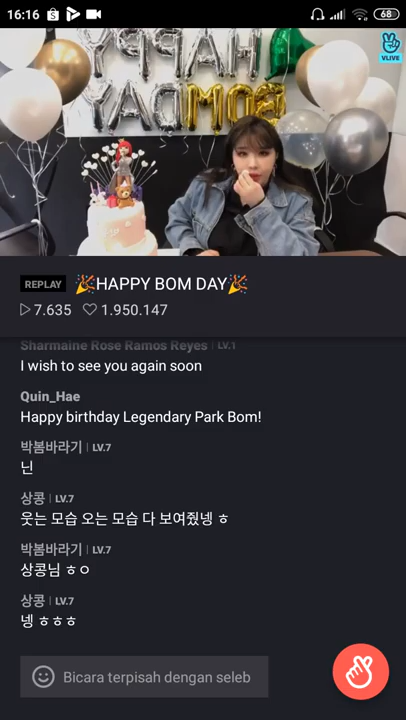 16:16
68
HAPPY
BOMDAY
VLIVE
REPLAY 🎉HAPPY BOM DAY🎉
7.635 1.950.147
Sharmaine Rose Ramos Reyes | LV.1
I wish to see you again soon
Quin_Hae
Happy birthday Legendary Park Bom!
박봄바라기 | LV.7
닌
상콩 | LV.7
웃는 모습 오는 모습 다 보여줬넹 ㅎ
박봄바라기 | LV.7
상콩님 ㅎㅇ
상콩 | LV.7
넹 ㅎㅎㅎ
Bicara terpisah dengan seleb